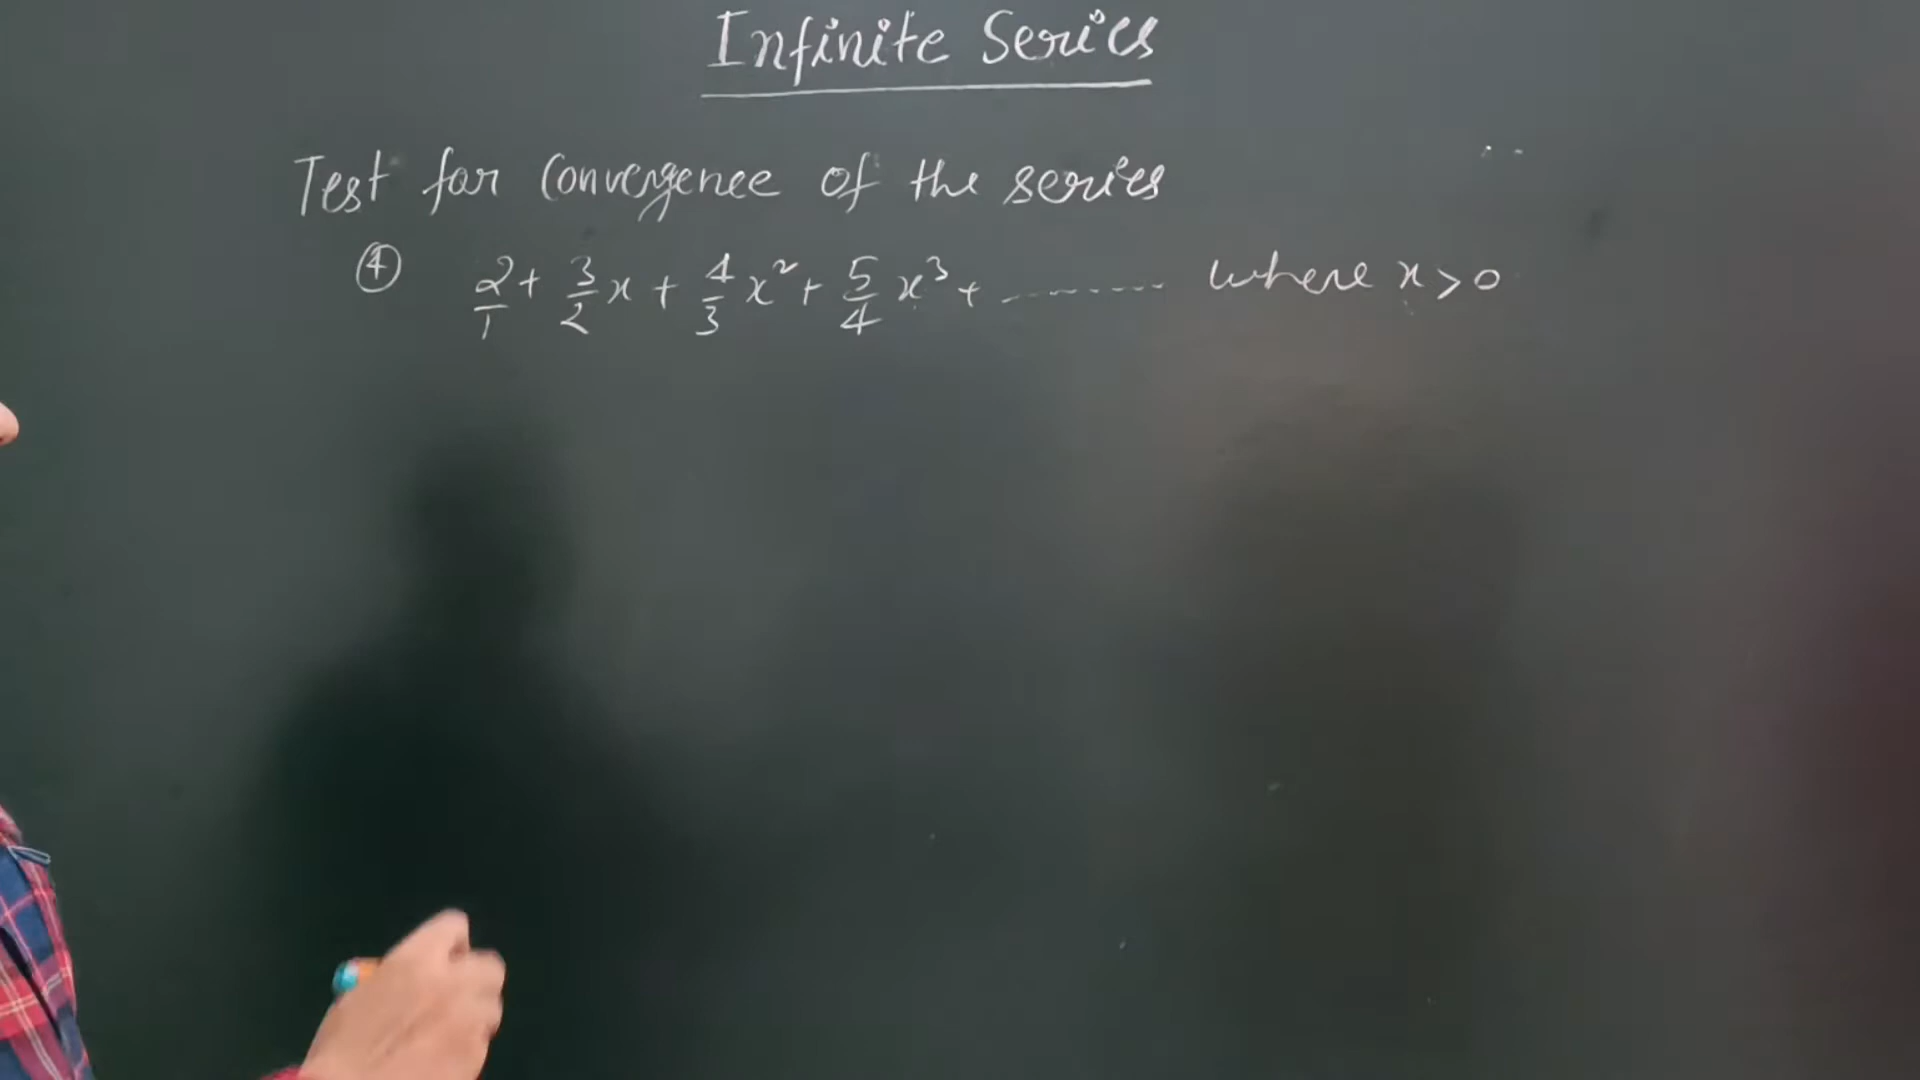 Infinite Series
Test for Convergence of the series
④ 2/1 + 3/2 x + 4/3 x² + 5/4 x³ + -------- where x > 0